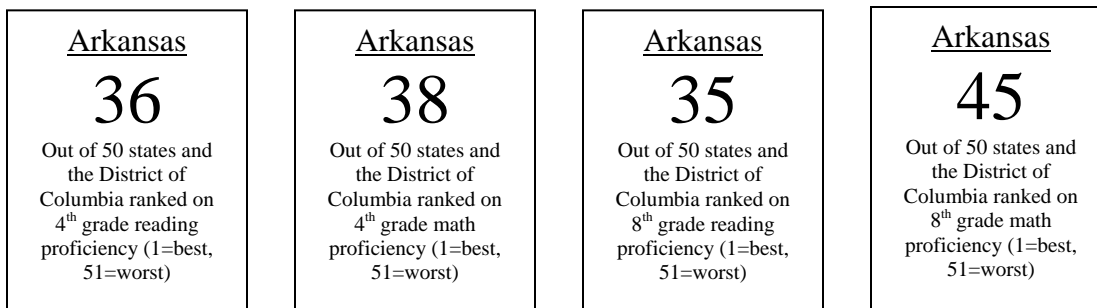 Arkansas
36
Out of 50 states and
the District of
Columbia ranked on
4th grade reading
proficiency (1=best,
51=worst)
Arkansas
38
Out of 50 states and
the District of
Columbia ranked on
4th grade math
proficiency (1=best,
51=worst)
Arkansas
35
Out of 50 states and
the District of
Columbia ranked on
8th grade reading
proficiency (1=best,
51=worst)
Arkansas
45
Out of 50 states and
the District of
Columbia ranked on
8th grade math
proficiency (1=best,
51=worst)